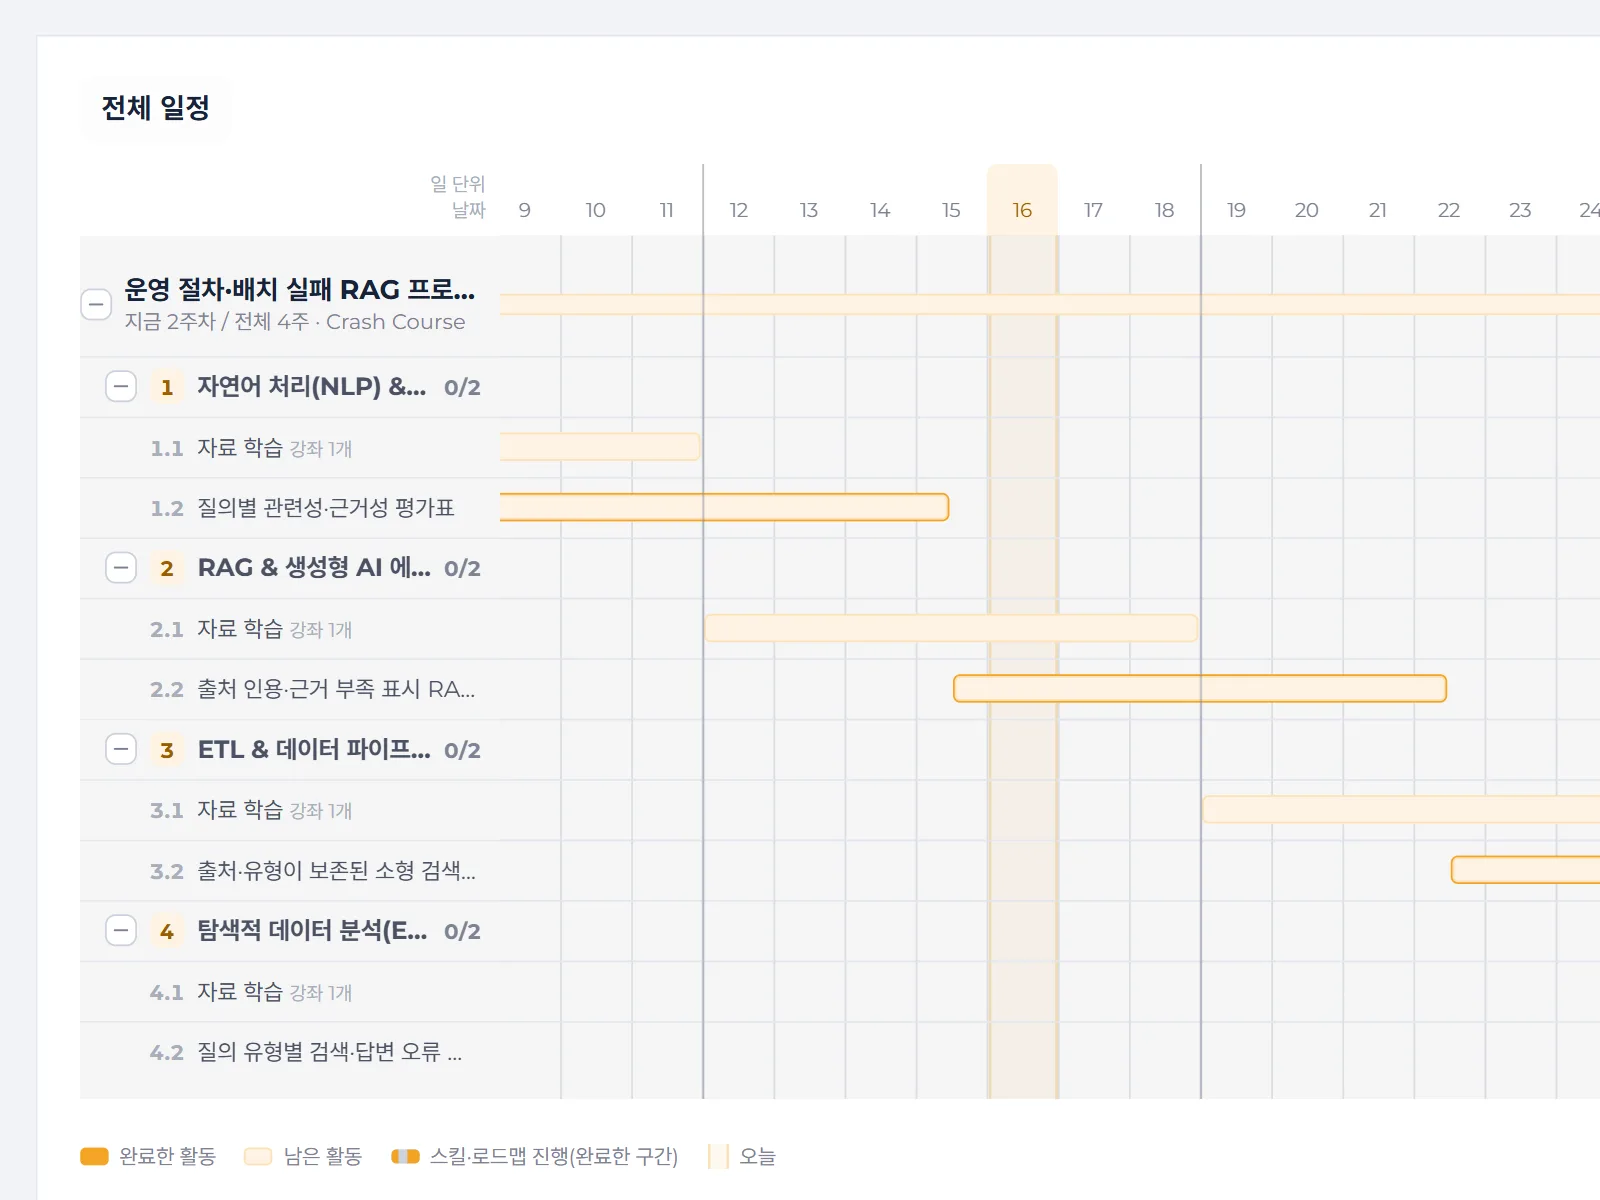 전체 일정
일 단위
날짜 9 10 11 12 13 14 15 16 17 18 19 20 21 22 23 24
운영 절차·배치 실패 RAG 프로...
지금 2주차 / 전체 4주 · Crash Course
1 자연어 처리(NLP) &... 0/2
1.1 자료 학습 강좌 1개
1.2 질의별 관련성·근거성 평가표
2 RAG & 생성형 AI 에... 0/2
2.1 자료 학습 강좌 1개
2.2 출처 인용·근거 부족 표시 RA...
3 ETL & 데이터 파이프... 0/2
3.1 자료 학습 강좌 1개
3.2 출처·유형이 보존된 소형 검색...
4 탐색적 데이터 분석(E... 0/2
4.1 자료 학습 강좌 1개
4.2 질의 유형별 검색·답변 오류 ...
완료한 활동 남은 활동 스킬·로드맵 진행(완료한 구간) 오늘